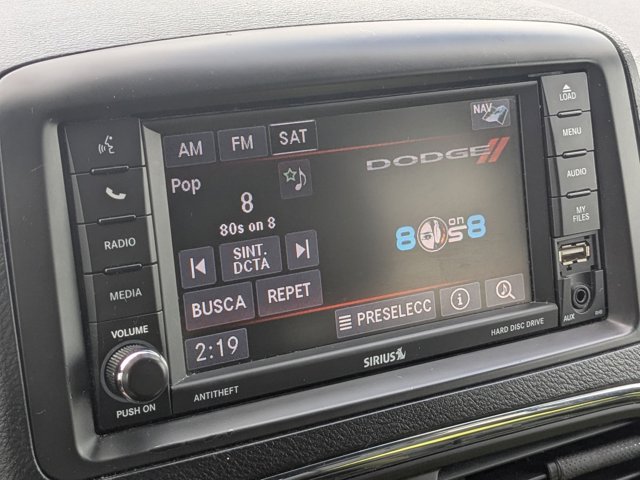 LOAD
MENU
AUDIO
MY
FILES
AUX
RADIO
MEDIA
VOLUME
PUSH ON
AM
FM
SAT
NAV
DODGE
Pop
8
80s on 8
80s on 8
SINT.
DCTA
BUSCA
REPET
PRESELECC
2:19
ANTITHEFT
SIRIUS
HARD DISC DRIVE